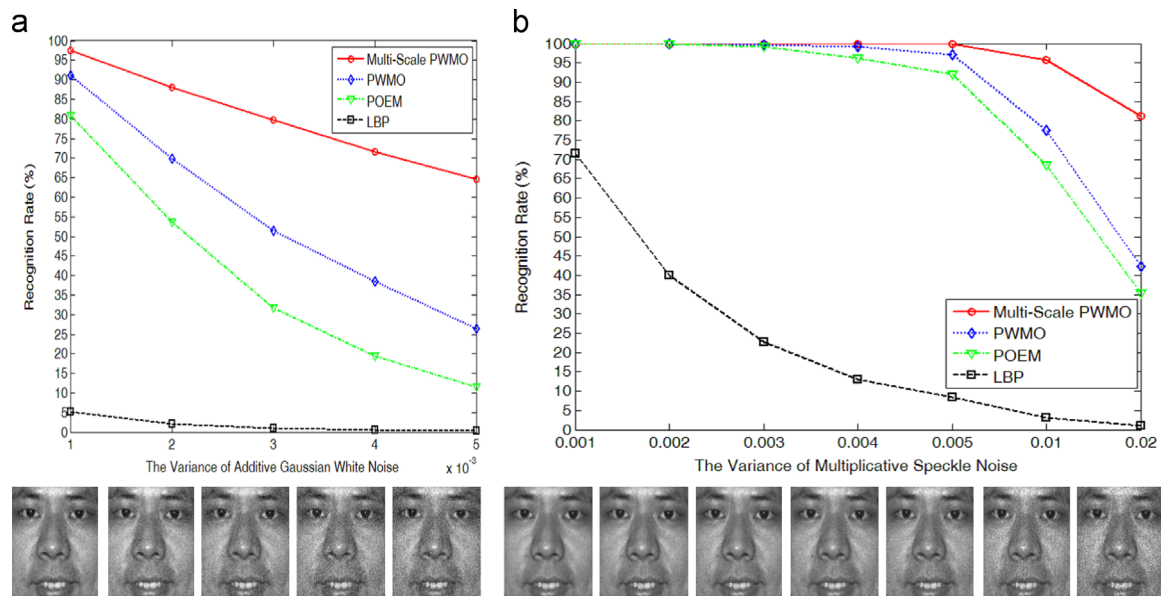 a
100
95
90
85
80
75
70
65
60
55
50
45
40
35
30
25
20
15
10
5
0
Recognition Rate (%)
Multi-Scale PWMO
PWMO
POEM
LBP
1 2 3 4 5
The Variance of Additive Gaussian White Noise x 10⁻³
b
100
95
90
85
80
75
70
65
60
55
50
45
40
35
30
25
20
15
10
5
0
Recognition Rate (%)
Multi-Scale PWMO
PWMO
POEM
LBP
0.001 0.002 0.003 0.004 0.005 0.01 0.02
The Variance of Multiplicative Speckle Noise